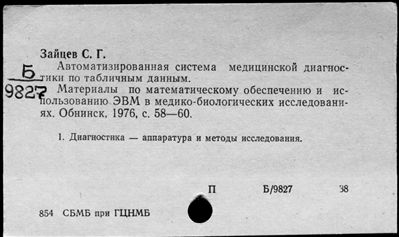 Зайцев С. Г.
Автоматизированная система медицинской диагнос-
Б
тики по табличным данным.
9827
Материалы по математическому обеспечению и ис-
пользованию ЭВМ в медико-биологических исследовани-
ях. Обнинск, 1976, с. 58—60.
1. Диагностика — аппаратура и методы исследования.
П Б/9827 38
854 СБМБ при ГЦНМБ